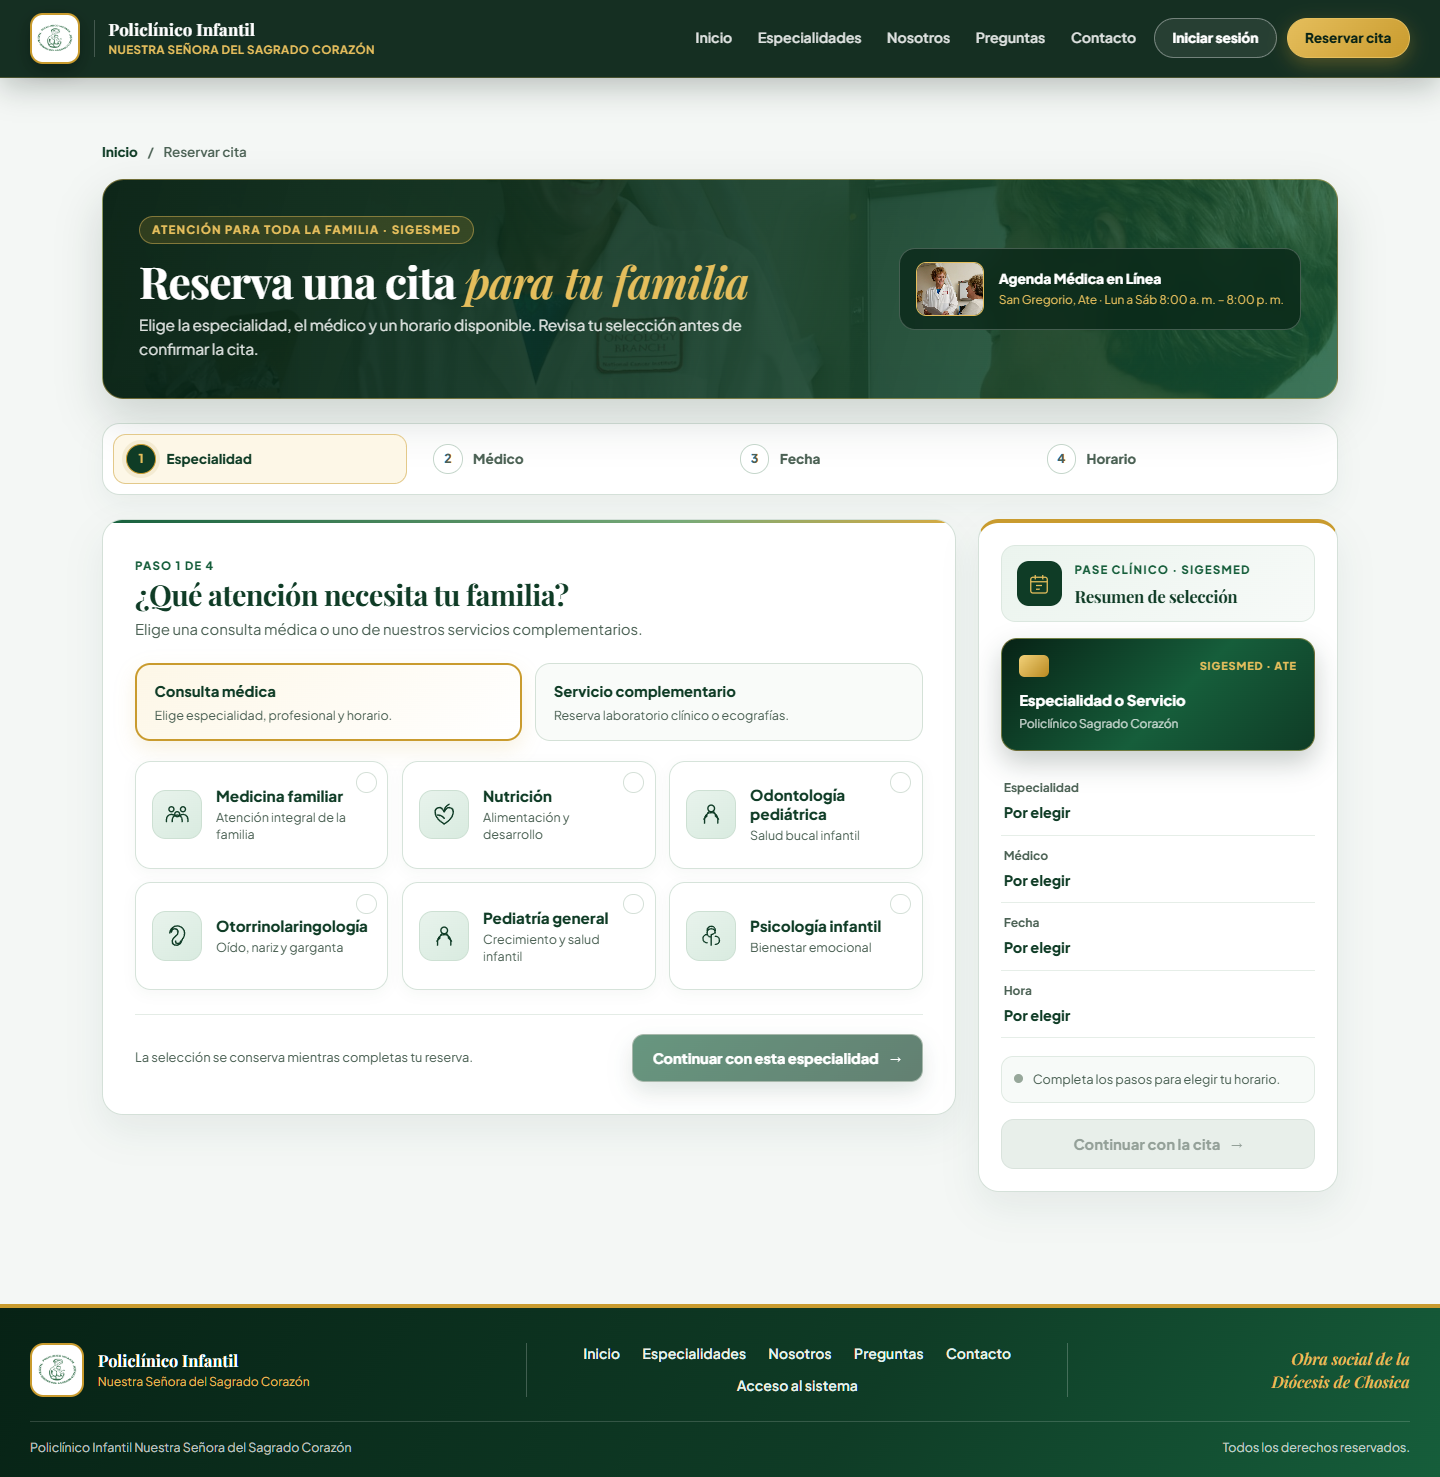 Policlínico Infantil
NUESTRA SEÑORA DEL SAGRADO CORAZÓN
Inicio
Especialidades
Nosotros
Preguntas
Contacto
Iniciar sesión
Reservar cita
Inicio / Reservar cita
ATENCIÓN PARA TODA LA FAMILIA · SIGESMED
Reserva una cita para tu familia
Elige la especialidad, el médico y un horario disponible. Revisa tu selección antes de
confirmar la cita.
ONCOLOGY
BRANCH
Agenda Médica en Línea
San Gregorio, Ate · Lun a Sáb 8:00 a. m. – 8:00 p. m.
1 Especialidad
2 Médico
3 Fecha
4 Horario
PASO 1 DE 4
¿Qué atención necesita tu familia?
Elige una consulta médica o uno de nuestros servicios complementarios.
Consulta médica
Elige especialidad, profesional y horario.
Servicio complementario
Reserva laboratorio clínico o ecografías.
Medicina familiar
Atención integral de la
familia
Nutrición
Alimentación y
desarrollo
Odontología
pediátrica
Salud bucal infantil
Otorrinolaringología
Oído, nariz y garganta
Pediatría general
Crecimiento y salud
infantil
Psicología infantil
Bienestar emocional
La selección se conserva mientras completas tu reserva.
Continuar con esta especialidad →
PASE CLÍNICO · SIGESMED
Resumen de selección
SIGESMED · ATE
Especialidad o Servicio
Policlínico Sagrado Corazón
Especialidad
Por elegir
Médico
Por elegir
Fecha
Por elegir
Hora
Por elegir
Completa los pasos para elegir tu horario.
Continuar con la cita →
Policlínico Infantil
Nuestra Señora del Sagrado Corazón
Inicio
Especialidades
Nosotros
Preguntas
Contacto
Acceso al sistema
Obra social de la
Diócesis de Chosica
Policlínico Infantil Nuestra Señora del Sagrado Corazón
Todos los derechos reservados.